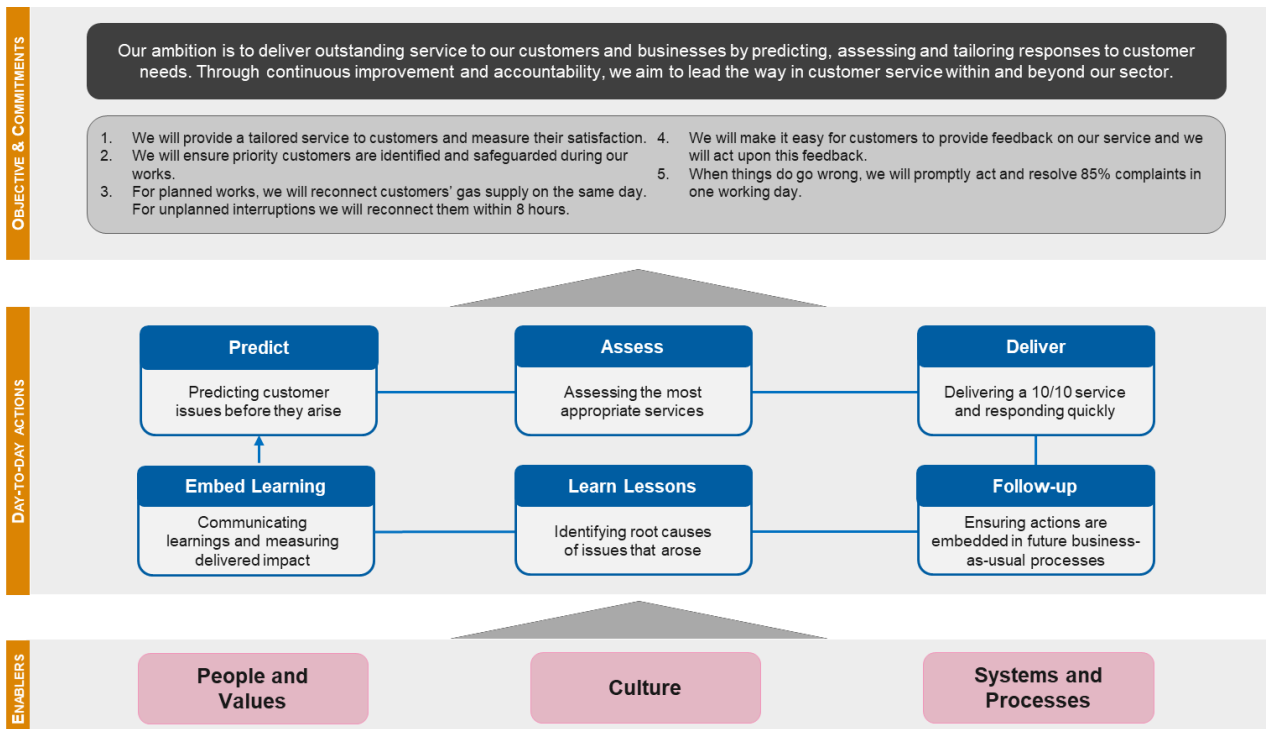 OBJECTIVE & COMMITMENTS
Our ambition is to deliver outstanding service to our customers and businesses by predicting, assessing and tailoring responses to customer
needs. Through continuous improvement and accountability, we aim to lead the way in customer service within and beyond our sector.
1. We will provide a tailored service to customers and measure their satisfaction.
2. We will ensure priority customers are identified and safeguarded during our
works.
3. For planned works, we will reconnect customers' gas supply on the same day.
For unplanned interruptions we will reconnect them within 8 hours.
4. We will make it easy for customers to provide feedback on our service and we
will act upon this feedback.
5. When things do go wrong, we will promptly act and resolve 85% complaints in
one working day.
DAY-TO-DAY ACTIONS
Predict
Predicting customer
issues before they arise
Assess
Assessing the most
appropriate services
Deliver
Delivering a 10/10 service
and responding quickly
Embed Learning
Communicating
learnings and measuring
delivered impact
Learn Lessons
Identifying root causes
of issues that arose
Follow-up
Ensuring actions are
embedded in future business-
as-usual processes
ENABLERS
People and
Values
Culture
Systems and
Processes